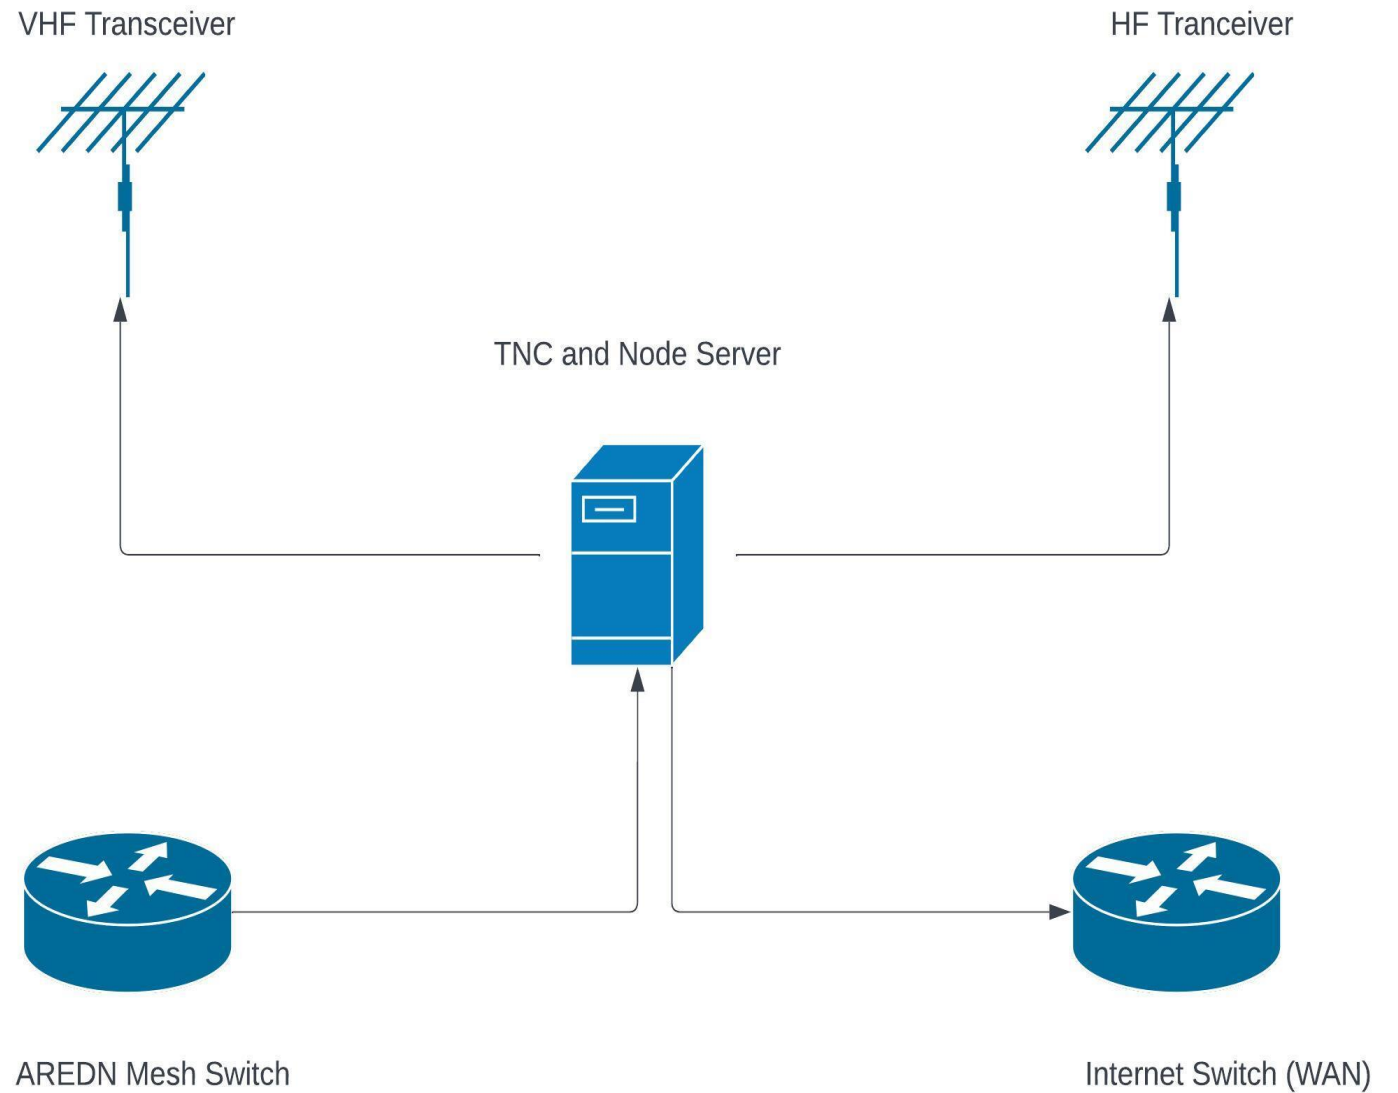 VHF Transceiver
HF Tranceiver
TNC and Node Server
AREDN Mesh Switch
Internet Switch (WAN)